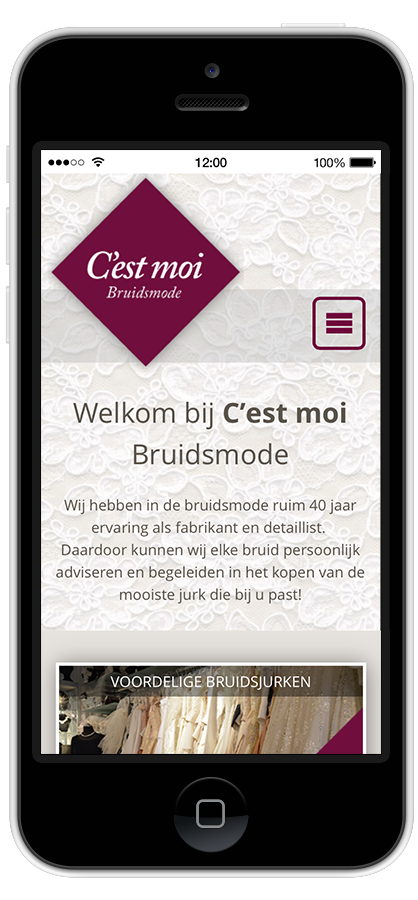 12:00
100%
C'est moi
Bruidsmode
Welkom bij C'est moi
Bruidsmode
Wij hebben in de bruidsmode ruim 40 jaar
ervaring als fabrikant en detaillist.
Daardoor kunnen wij elke bruid persoonlijk
adviseren en begeleiden in het kopen van de
mooiste jurk die bij u past!
VOORDELIGE BRUIDSJURKEN